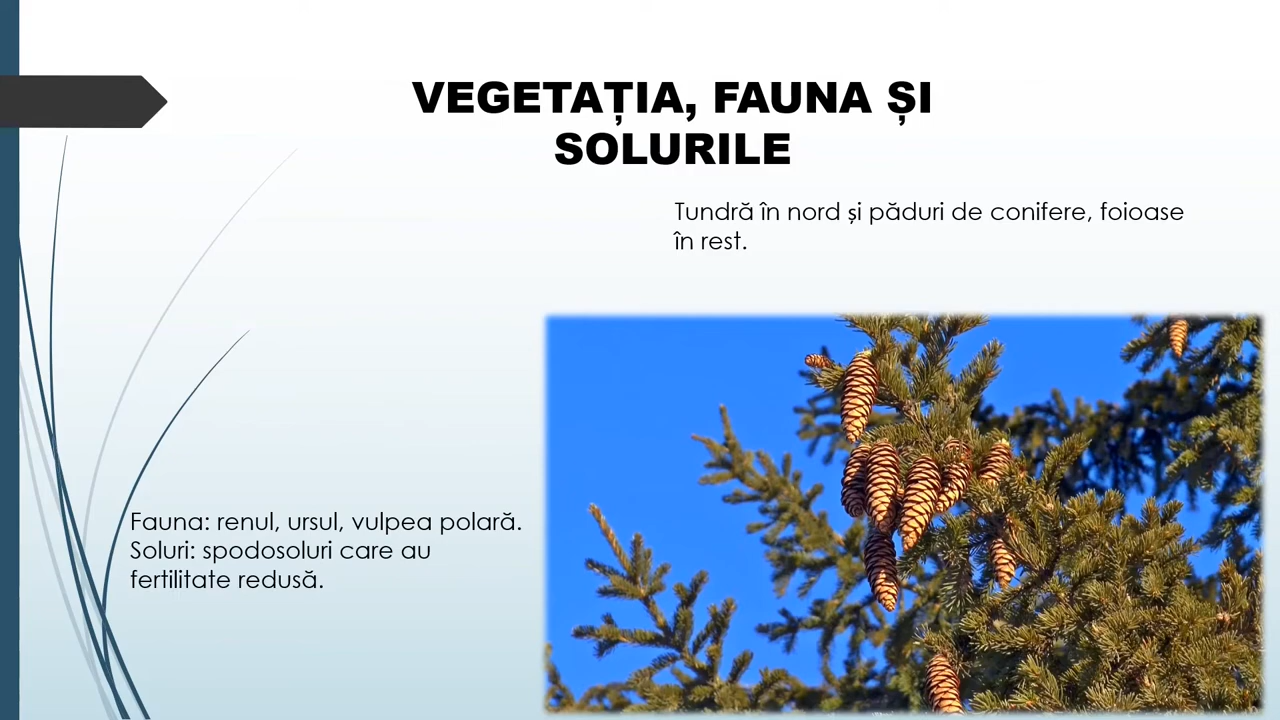 VEGETAȚIA, FAUNA ȘI
SOLURILE
Tundră în nord și păduri de conifere, foioase
în rest.
Fauna: renul, ursul, vulpea polară.
Soluri: spodosoluri care au
fertilitate redusă.